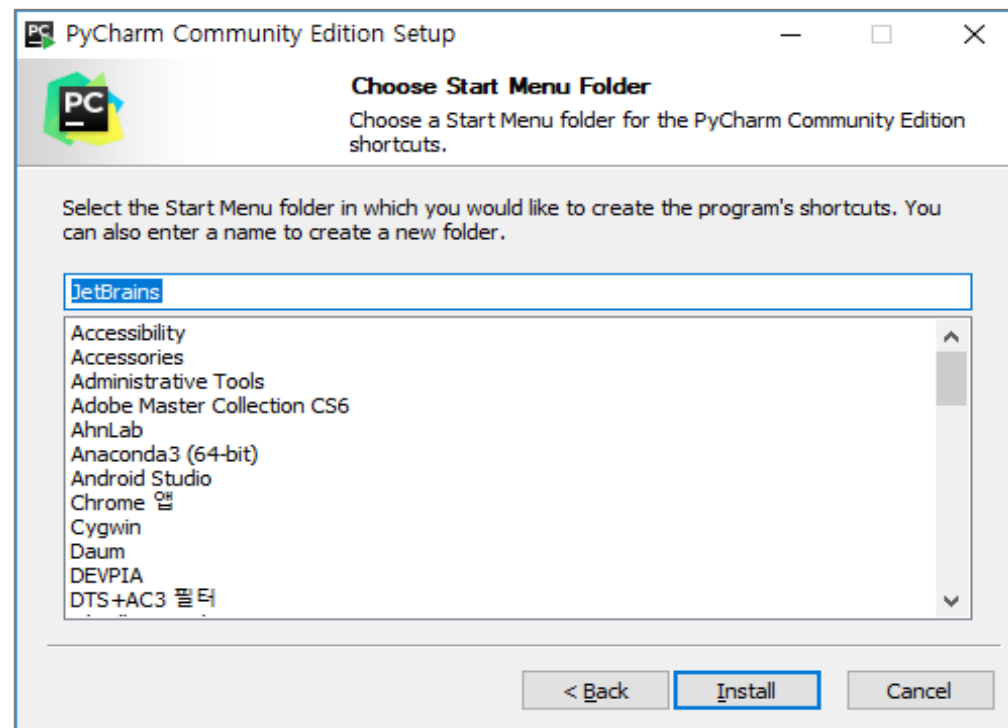 PyCharm Community Edition Setup
PC
Choose Start Menu Folder
Choose a Start Menu folder for the PyCharm Community Edition
shortcuts.
Select the Start Menu folder in which you would like to create the program's shortcuts. You
can also enter a name to create a new folder.
JetBrains
Accessibility
Accessories
Administrative Tools
Adobe Master Collection CS6
AhnLab
Anaconda3 (64-bit)
Android Studio
Chrome 앱
Cygwin
Daum
DEVPIA
DTS+AC3 필터
< Back Install Cancel